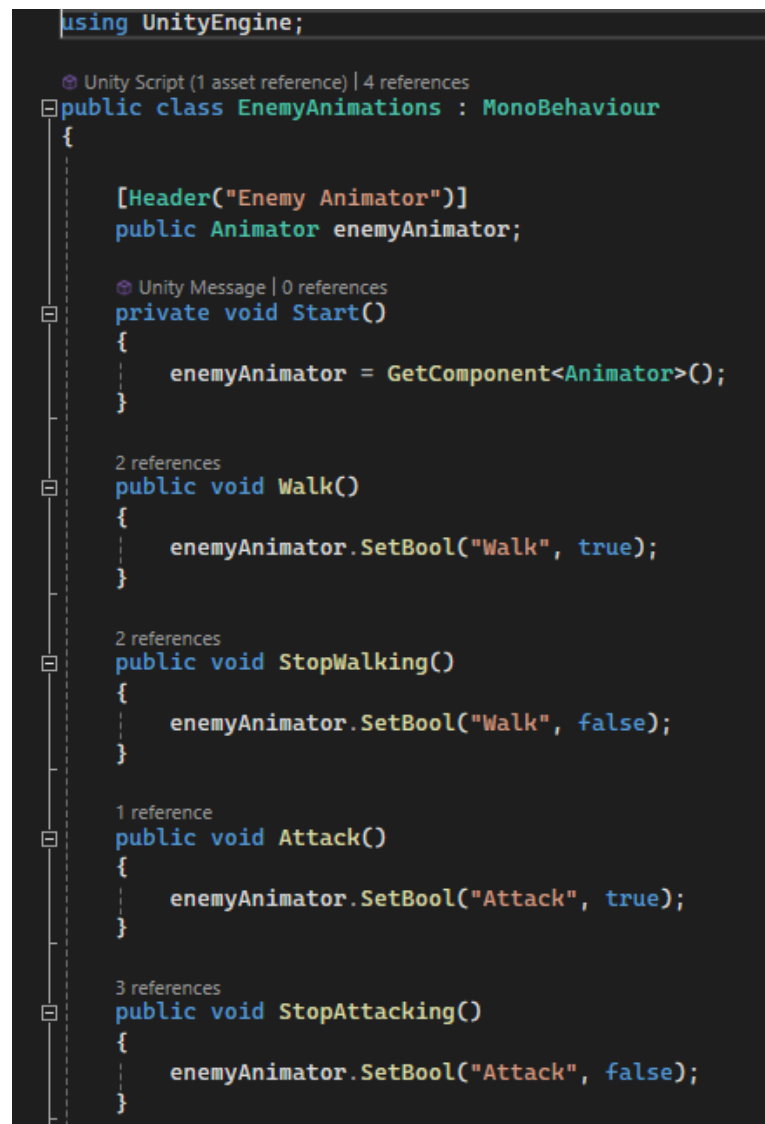 using UnityEngine;
Unity Script (1 asset reference) | 4 references
public class EnemyAnimations : MonoBehaviour
{
[Header("Enemy Animator")]
public Animator enemyAnimator;
Unity Message | 0 references
private void Start()
{
enemyAnimator = GetComponent<Animator>();
}
2 references
public void Walk()
{
enemyAnimator.SetBool("Walk", true);
}
2 references
public void StopWalking()
{
enemyAnimator.SetBool("Walk", false);
}
1 reference
public void Attack()
{
enemyAnimator.SetBool("Attack", true);
}
3 references
public void StopAttacking()
{
enemyAnimator.SetBool("Attack", false);
}